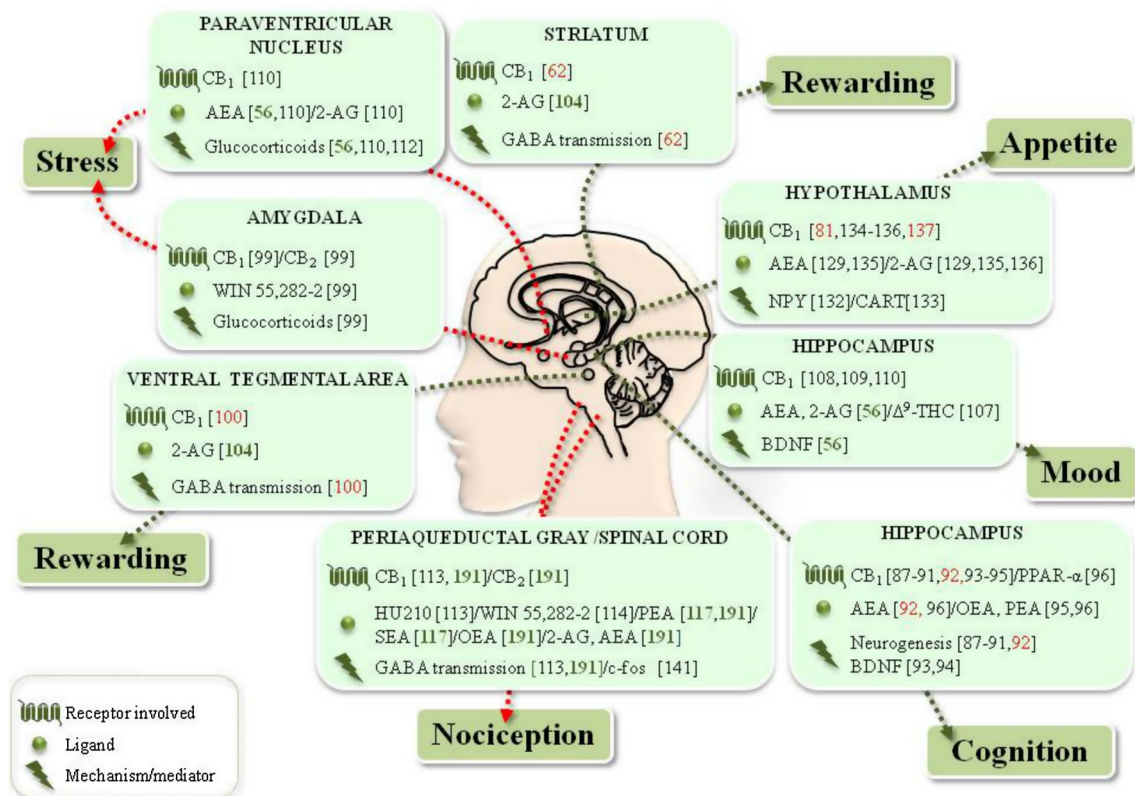 PARAVENTRICULAR
NUCLEUS
CB1 [110]
AEA [56,110]/2-AG [110]
Glucocorticoids [56,110,112]
STRIATUM
CB1 [62]
2-AG [104]
GABA transmission [62]
Rewarding
Appetite
Stress
HYPOTHALAMUS
CB1 [81,134-136,137]
AEA [129,135]/2-AG [129,135,136]
NPY [132]/CART[133]
AMYGDALA
CB1 [99]/CB2 [99]
WIN 55,282-2 [99]
Glucocorticoids [99]
HIPPOCAMPUS
CB1 [108,109,110]
AEA, 2-AG [56]/Δ⁹-THC [107]
BDNF [56]
Mood
VENTRAL TEGMENTAL AREA
CB1 [100]
2-AG [104]
GABA transmission [100]
Rewarding
PERIAQUEDUCTAL GRAY /SPINAL CORD
CB1 [113, 191]/CB2 [191]
HU210 [113]/WIN 55,282-2 [114]/PEA [117,191]/
SEA [117]/OEA [191]/2-AG, AEA [191]
GABA transmission [113,191]/c-fos [141]
Nociception
HIPPOCAMPUS
CB1 [87-91,92,93-95]/PPAR-α [96]
AEA [92, 96]/OEA, PEA [95,96]
Neurogenesis [87-91,92]
BDNF [93,94]
Cognition
Receptor involved
Ligand
Mechanism/mediator